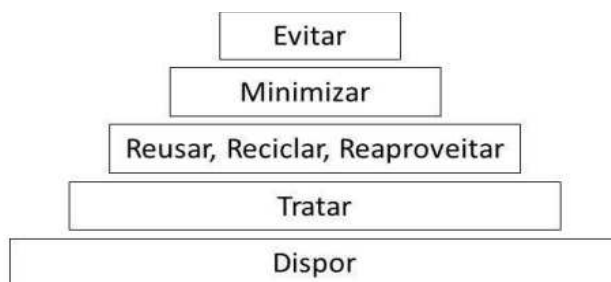 Evitar
Minimizar
Reusar, Reciclar, Reaproveitar
Tratar
Dispor